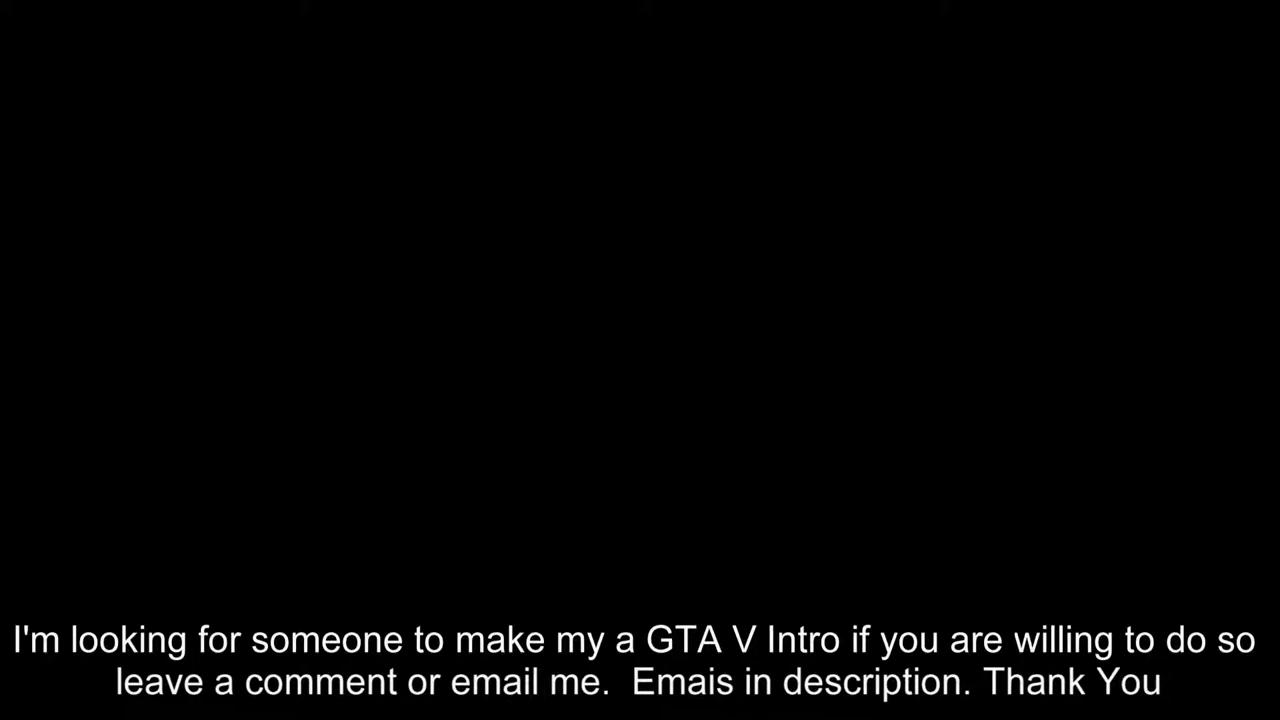 I'm looking for someone to make my a GTA V Intro if you are willing to do so
leave a comment or email me.  Emais in description. Thank You